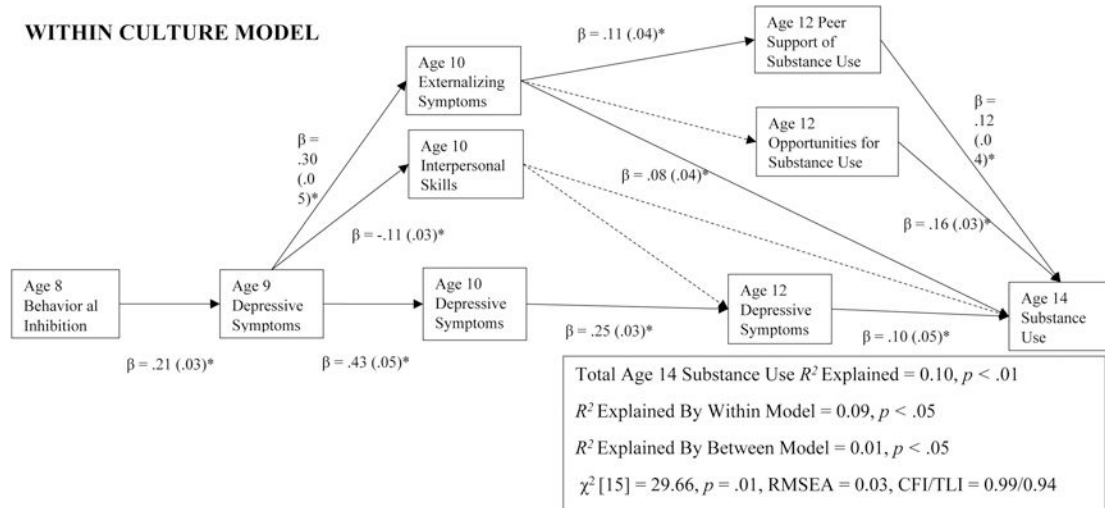 WITHIN CULTURE MODEL
β = .11 (.04)*
Age 12 Peer
Support of
Substance Use
Age 10
Externalizing
Symptoms
β =
.30
(.0
5)*
β =
.12
(.0
4)*
Age 12
Opportunities for
Substance Use
Age 10
Interpersonal
Skills
β = .08 (.04)*
β = .16 (.03)*
β = -.11 (.03)*
Age 8
Behavior al
Inhibition
Age 9
Depressive
Symptoms
Age 10
Depressive
Symptoms
Age 12
Depressive
Symptoms
Age 14
Substance
Use
β = .21 (.03)*
β = .43 (.05)*
β = .25 (.03)*
β = .10 (.05)*
Total Age 14 Substance Use R² Explained = 0.10, p < .01
R² Explained By Within Model = 0.09, p < .05
R² Explained By Between Model = 0.01, p < .05
χ² [15] = 29.66, p = .01, RMSEA = 0.03, CFI/TLI = 0.99/0.94